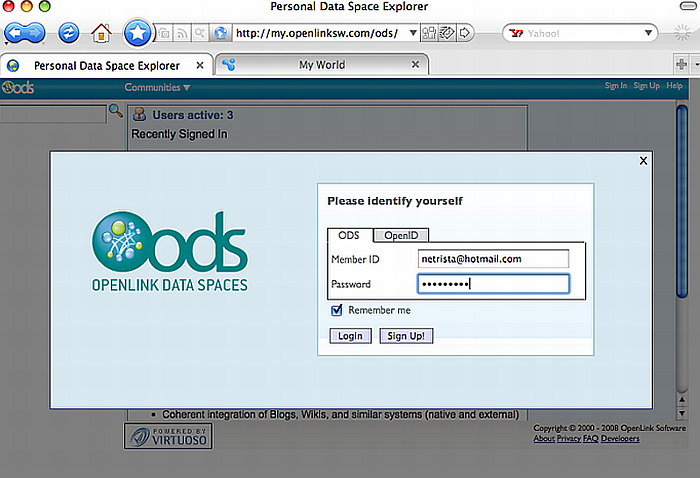 Personal Data Space Explorer
http://my.openlinksw.com/ods/
Yahoo!
Personal Data Space Explorer
My World
ods
Communities
Sign In Sign Up Help
Users active: 3
Recently Signed In
X
ods
OPENLINK DATA SPACES
Please identify yourself
ODS OpenID
Member ID netrista@hotmail.com
Password •••••••••
Remember me
Login Sign Up!
• Coherent integration of Blogs, Wikis, and similar systems (native and external)
POWERED BY
VIRTUOSO
Copyright © 2000 - 2008 OpenLink Software
About Privacy FAQ Developers